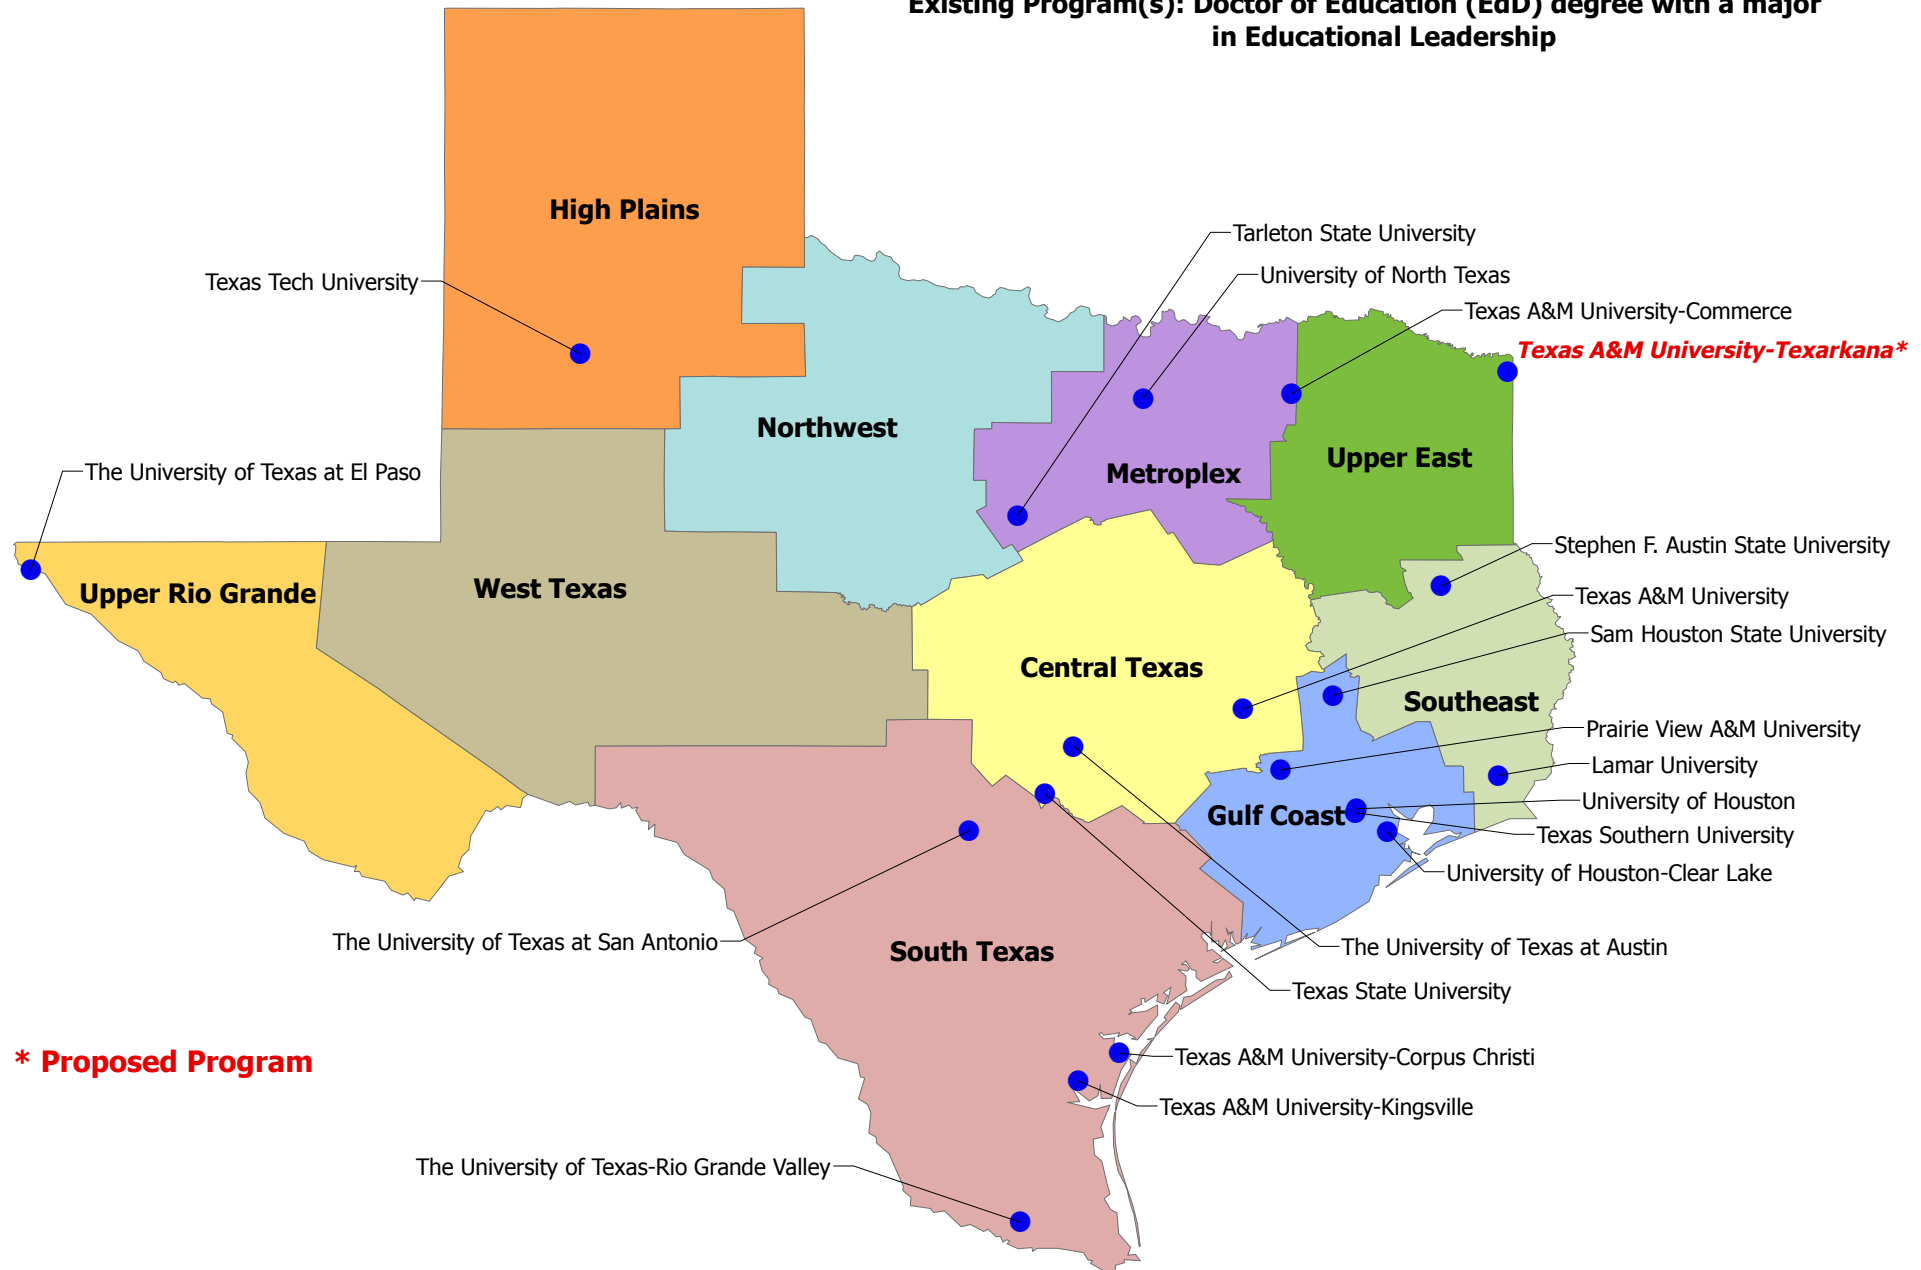 Existing Program(s): Doctor of Education (EdD) degree with a major
in Educational Leadership
High Plains
Tarleton State University
University of North Texas
Texas Tech University
Texas A&M University-Commerce
Texas A&M University-Texarkana*
Northwest
Upper East
Metroplex
The University of Texas at El Paso
Stephen F. Austin State University
West Texas
Upper Rio Grande
Texas A&M University
Sam Houston State University
Central Texas
Southeast
Prairie View A&M University
Lamar University
University of Houston
Gulf Coast
Texas Southern University
University of Houston-Clear Lake
The University of Texas at San Antonio
The University of Texas at Austin
South Texas
Texas State University
Texas A&M University-Corpus Christi
* Proposed Program
Texas A&M University-Kingsville
The University of Texas-Rio Grande Valley